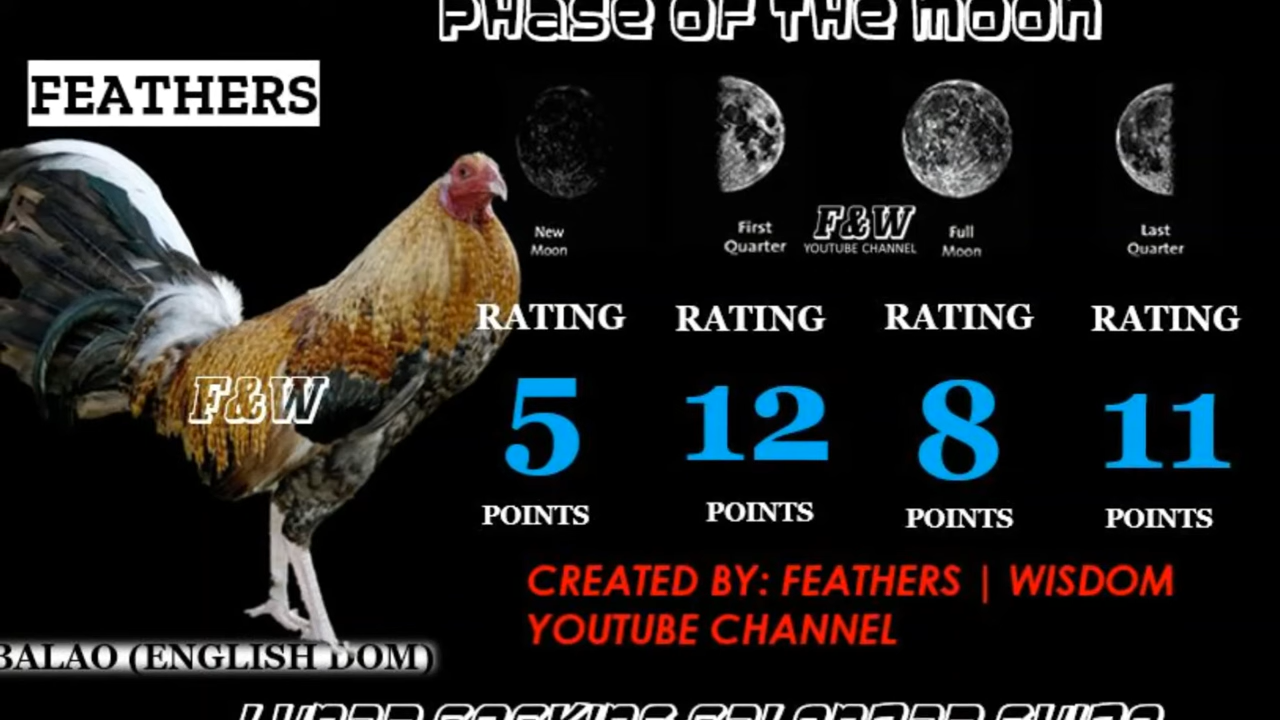 PHASE OF THE MOON
FEATHERS
New
Moon
First
Quarter
F&W
YOUTUBE CHANNEL
Full
Moon
Last
Quarter
RATING RATING RATING RATING
F&W
5 12 8 11
POINTS POINTS POINTS POINTS
CREATED BY: FEATHERS | WISDOM
YOUTUBE CHANNEL
BALAO (ENGLISH DOM)